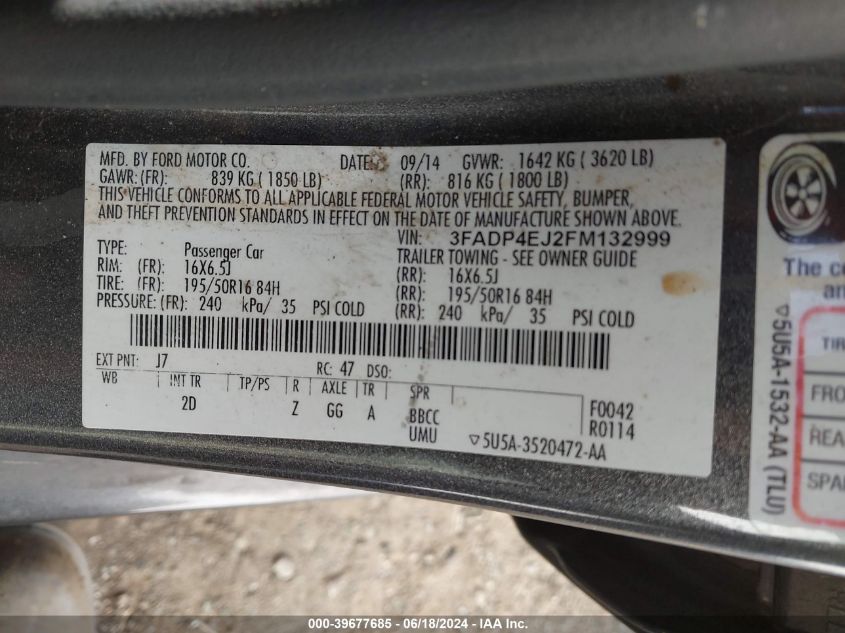 MFD. BY FORD MOTOR CO. DATE: 09/14 GVWR: 1642 KG ( 3620 LB)
GAWR: (FR): 839 KG ( 1850 LB) (RR): 816 KG ( 1800 LB)
THIS VEHICLE CONFORMS TO ALL APPLICABLE FEDERAL MOTOR VEHICLE SAFETY, BUMPER,
AND THEFT PREVENTION STANDARDS IN EFFECT ON THE DATE OF MANUFACTURE SHOWN ABOVE.
VIN: 3FADP4EJ2FM132999
TYPE: Passenger Car TRAILER TOWING - SEE OWNER GUIDE
RIM: (FR): 16X6.5J (RR): 16X6.5J
TIRE: (FR): 195/50R16 84H (RR): 195/50R16 84H
PRESSURE: (FR): 240 kPa/ 35 PSI COLD (RR): 240 kPa/ 35 PSI COLD
EXT PNT: J7 RC: 47 DSO:
WB INT TR TP/PS R AXLE TR SPR
2D Z GG A BBCC F0042
UMU R0114
▽5U5A-3520472-AA
The co
an
TIR
FRO
REA
SPA
▽5U5A-1532-AA (TLU)
000-39677685 - 06/18/2024 - IAA Inc.